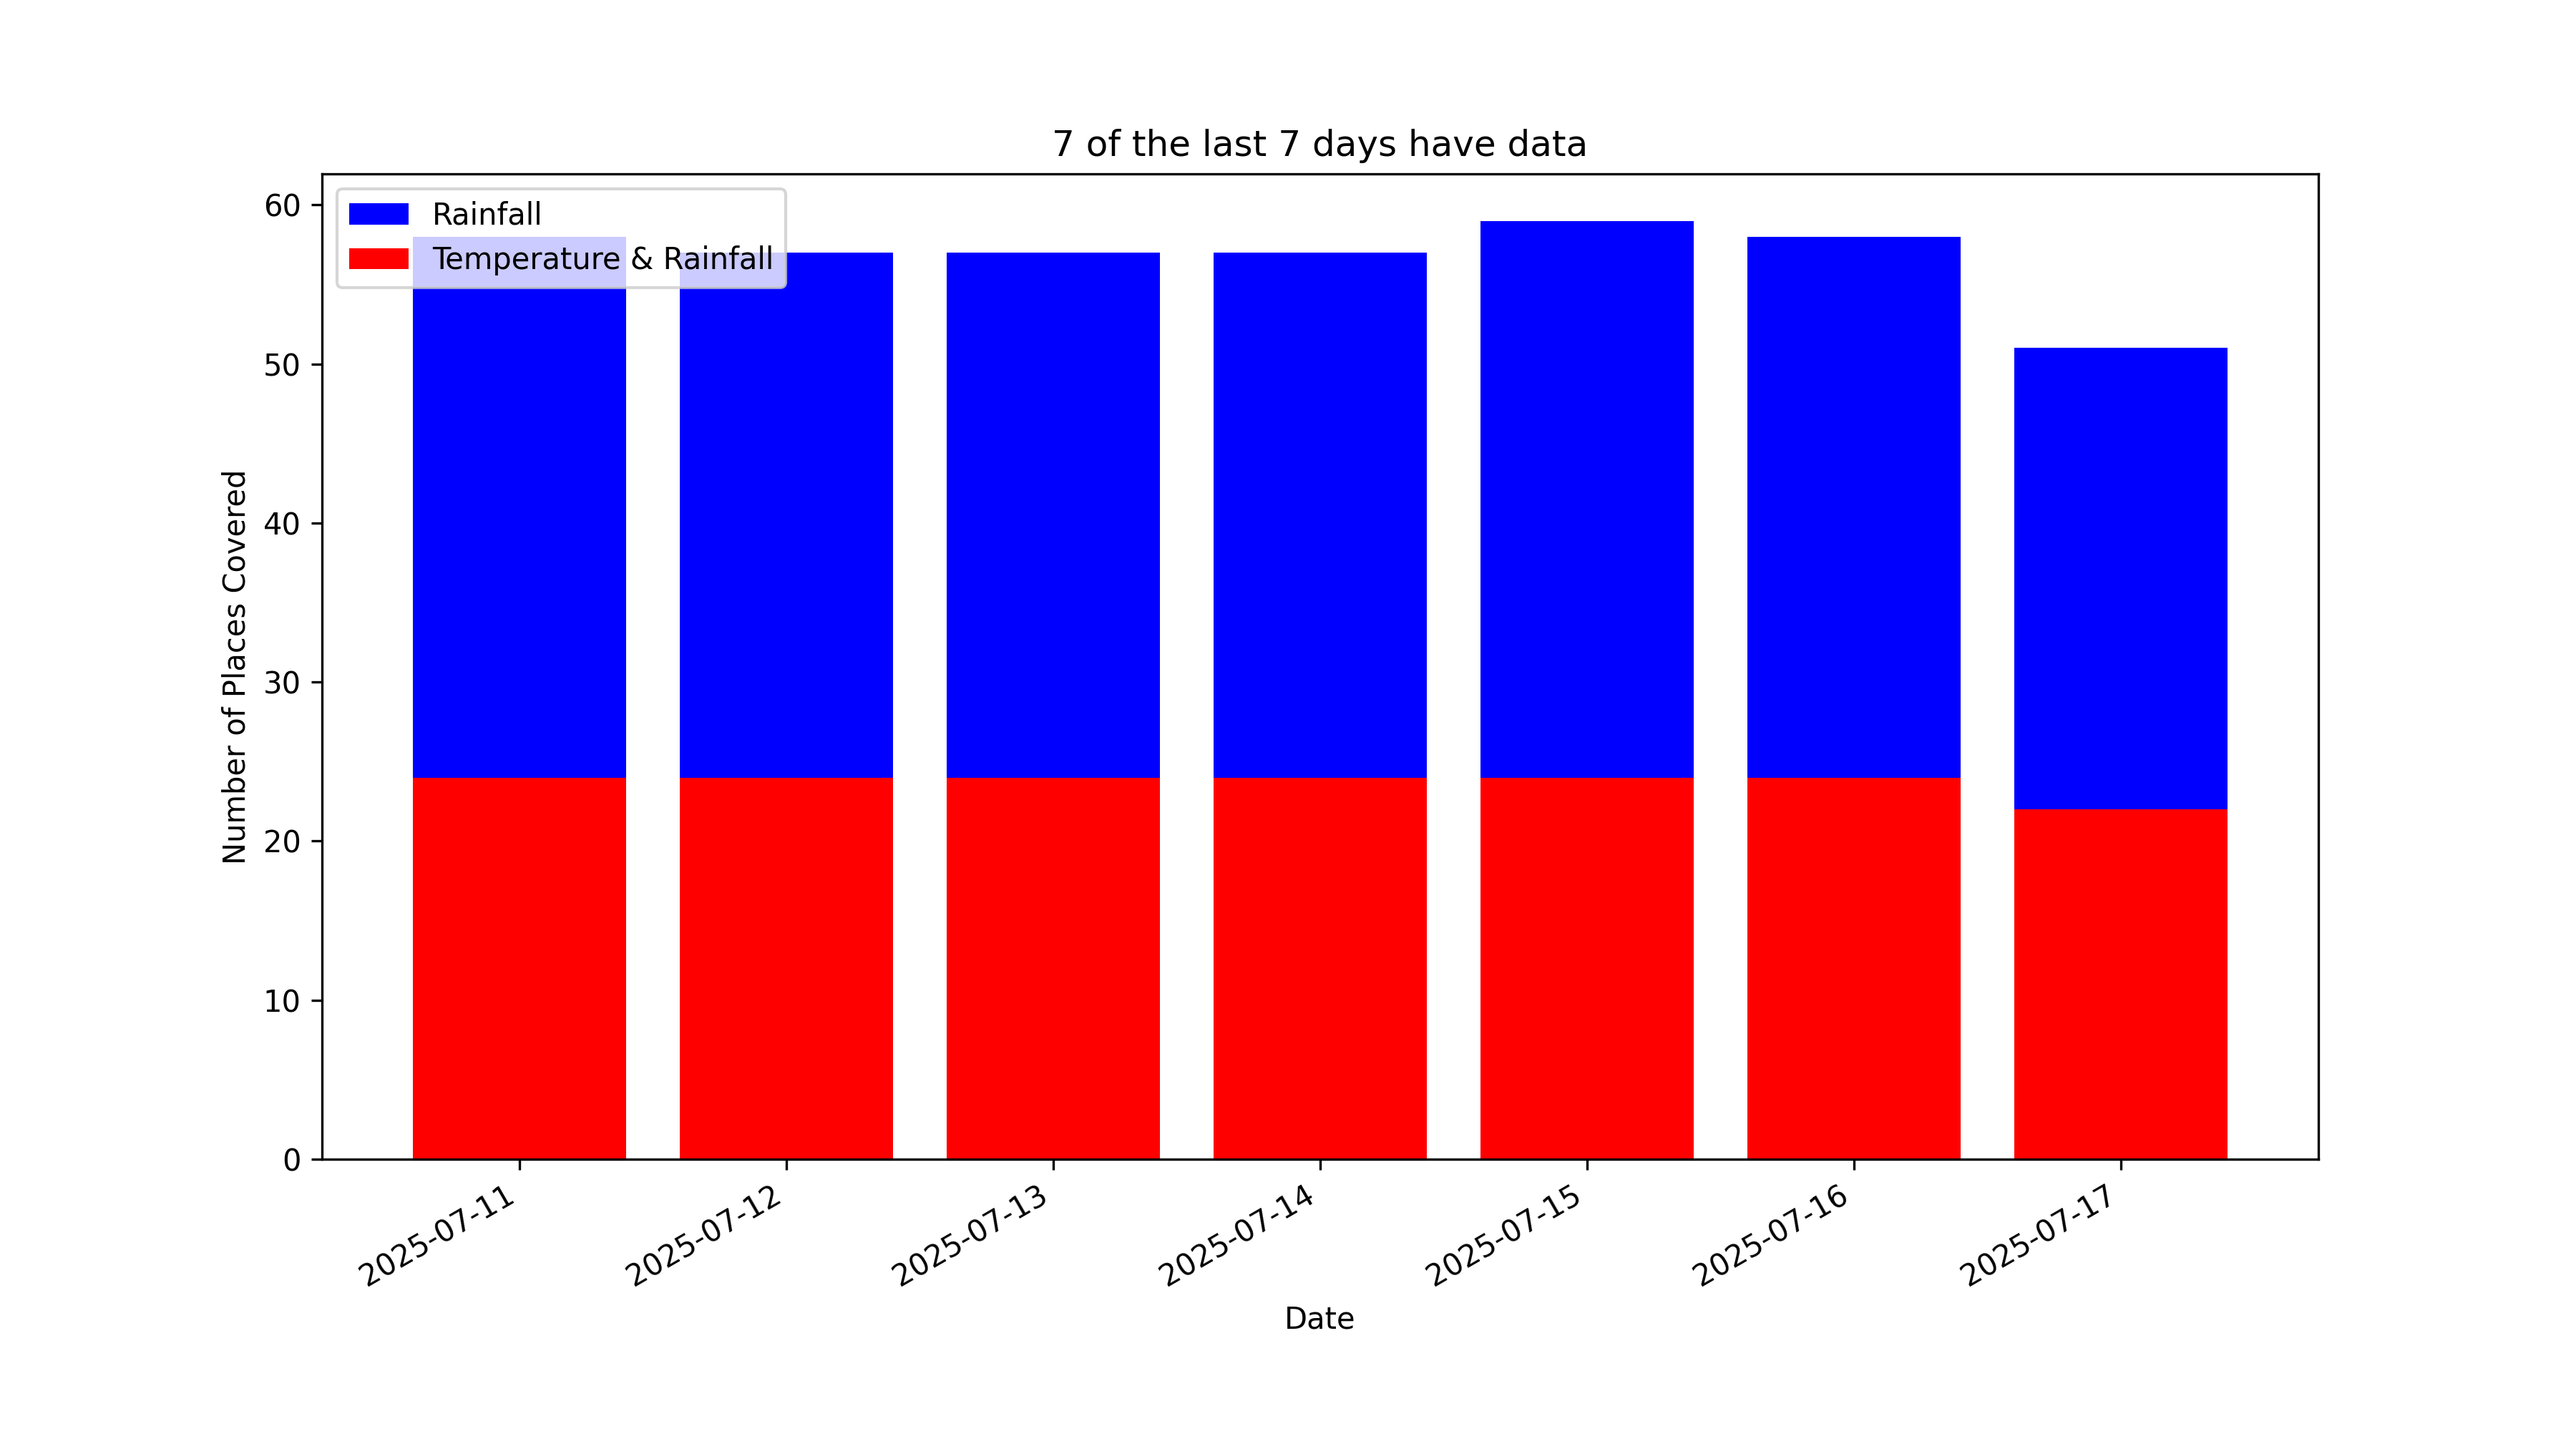 7 of the last 7 days have data
Rainfall
Temperature & Rainfall
Number of Places Covered
60
50
40
30
20
10
0
2025-07-11
2025-07-12
2025-07-13
2025-07-14
2025-07-15
2025-07-16
2025-07-17
Date